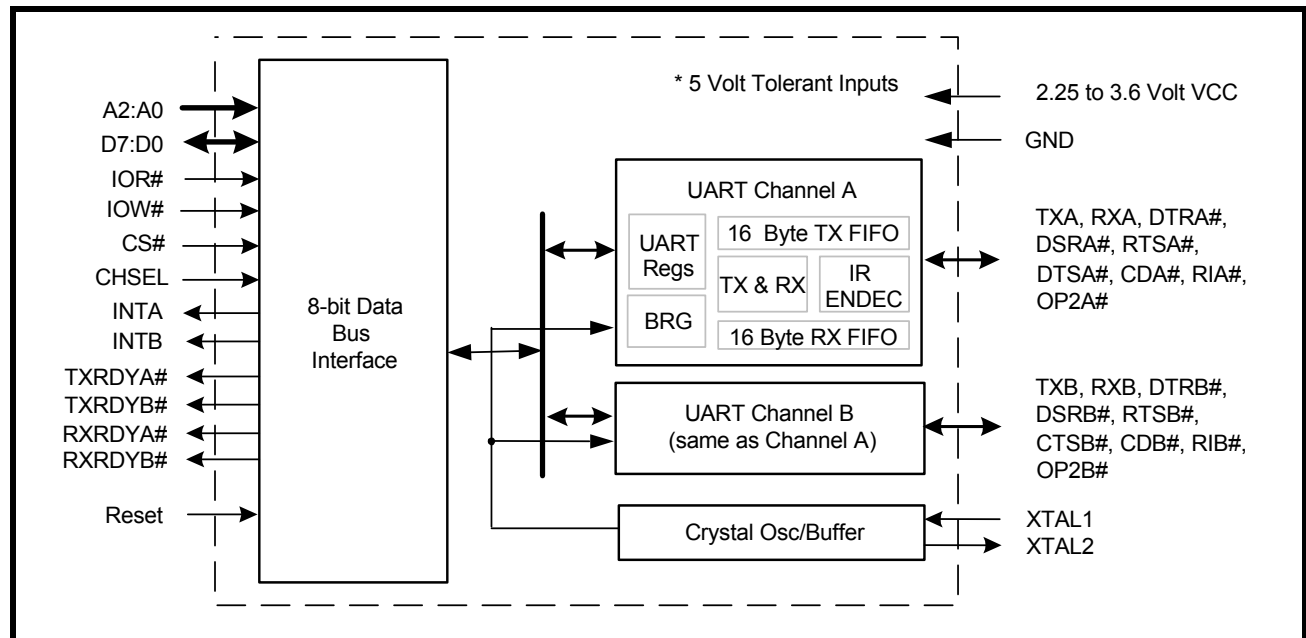 * 5 Volt Tolerant Inputs
2.25 to 3.6 Volt VCC
GND
A2:A0
D7:D0
IOR#
IOW#
CS#
CHSEL
INTA
INTB
TXRDYA#
TXRDYB#
RXRDYA#
RXRDYB#
Reset
8-bit Data
Bus
Interface
UART Channel A
UART
Regs
16 Byte TX FIFO
TX & RX
IR
ENDEC
BRG
16 Byte RX FIFO
TXA, RXA, DTRA#,
DSRA#, RTSA#,
DTSA#, CDA#, RIA#,
OP2A#
UART Channel B
(same as Channel A)
TXB, RXB, DTRB#,
DSRB#, RTSB#,
CTSB#, CDB#, RIB#,
OP2B#
Crystal Osc/Buffer
XTAL1
XTAL2